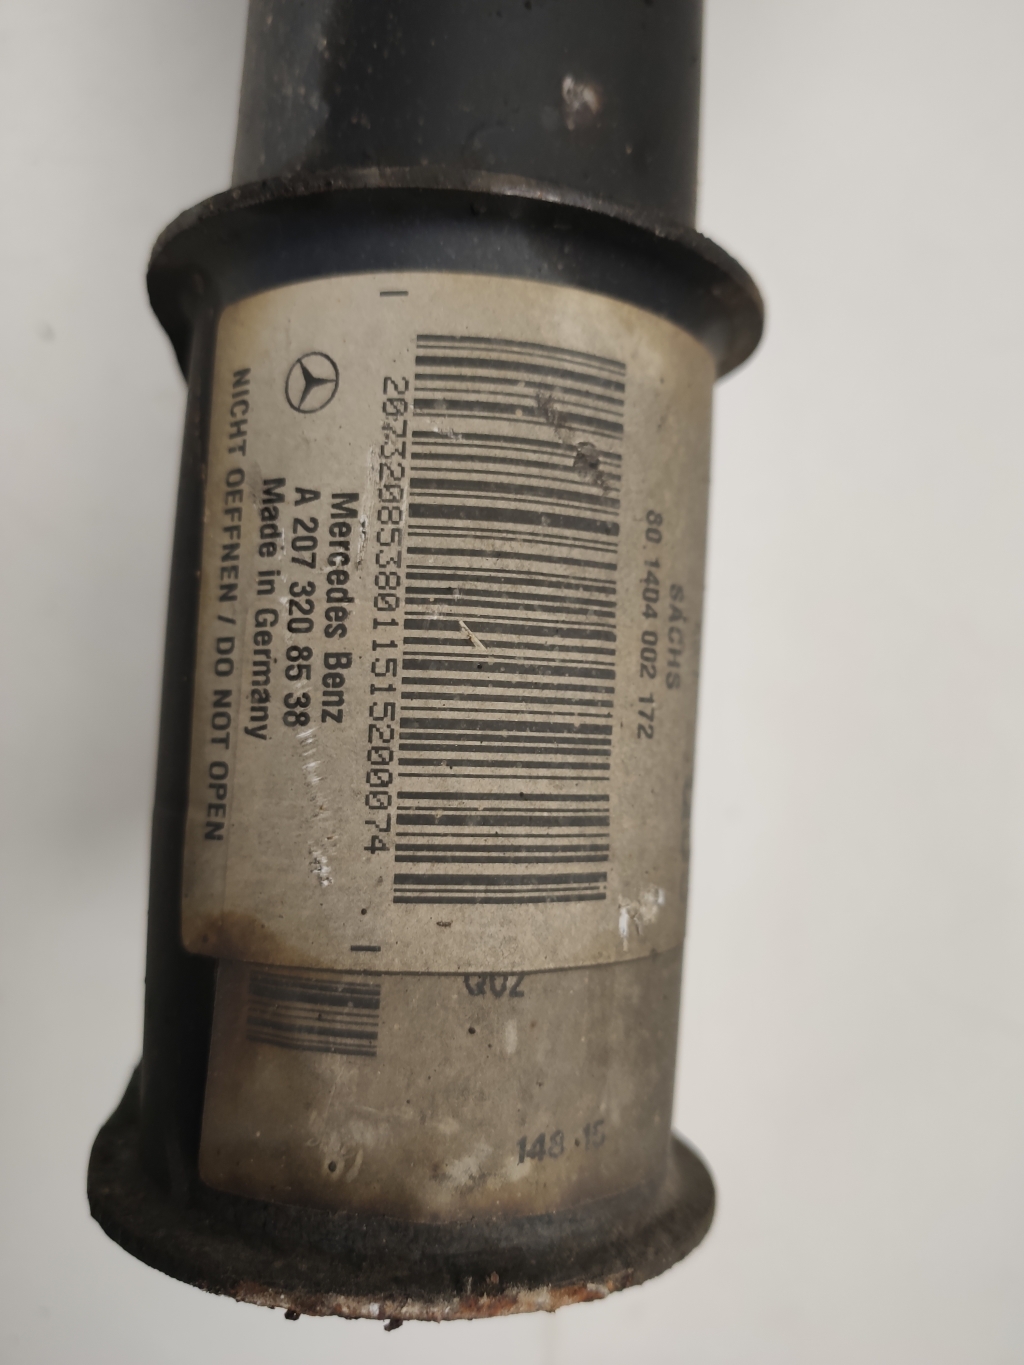 SACHS
80 1404 002 172
2073208538011515200074
Mercedes Benz
A 207 320 85 38
Made in Germany
NICHT OEFFNEN / DO NOT OPEN
Q02
148 15